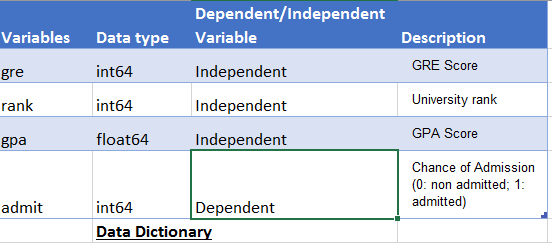 Dependent/Independent
Variables Data type Variable Description
gre int64 Independent GRE Score
rank int64 Independent University rank
gpa float64 Independent GPA Score
Chance of Admission
(0: non admitted; 1:
admit int64 Dependent admitted)
Data Dictionary